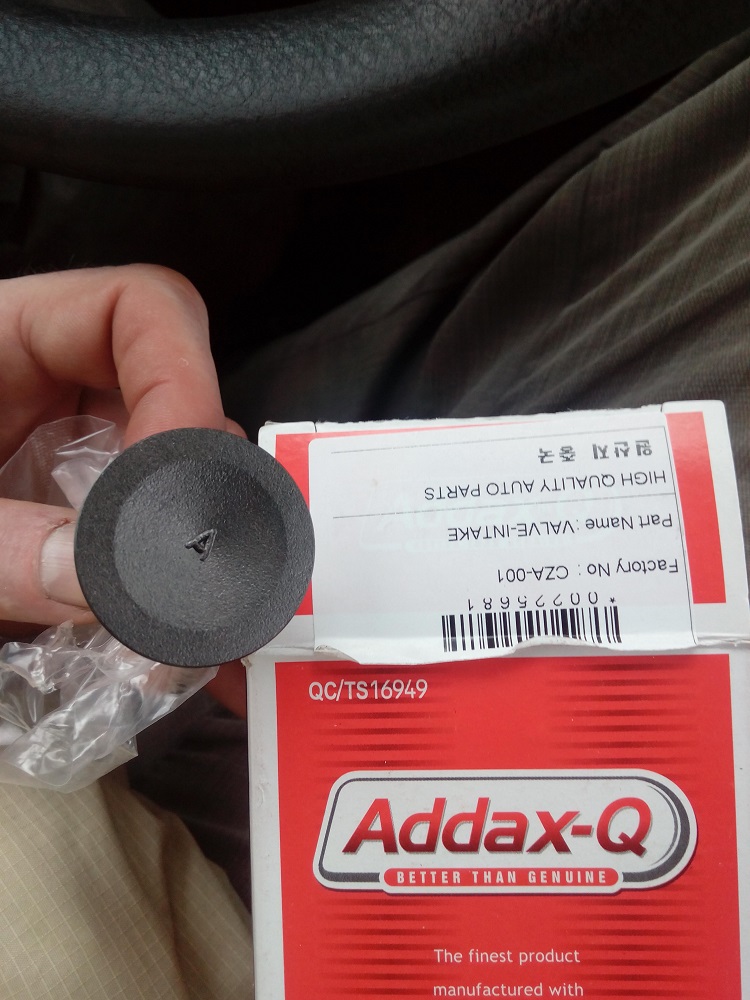 A
*00225681
Factory No : CZA-001
Part Name : VALVE-INTAKE
HIGH QUALITY AUTO PARTS
원산지 중국
QC/TS16949
Addax-Q
BETTER THAN GENUINE
The finest product
manufactured with